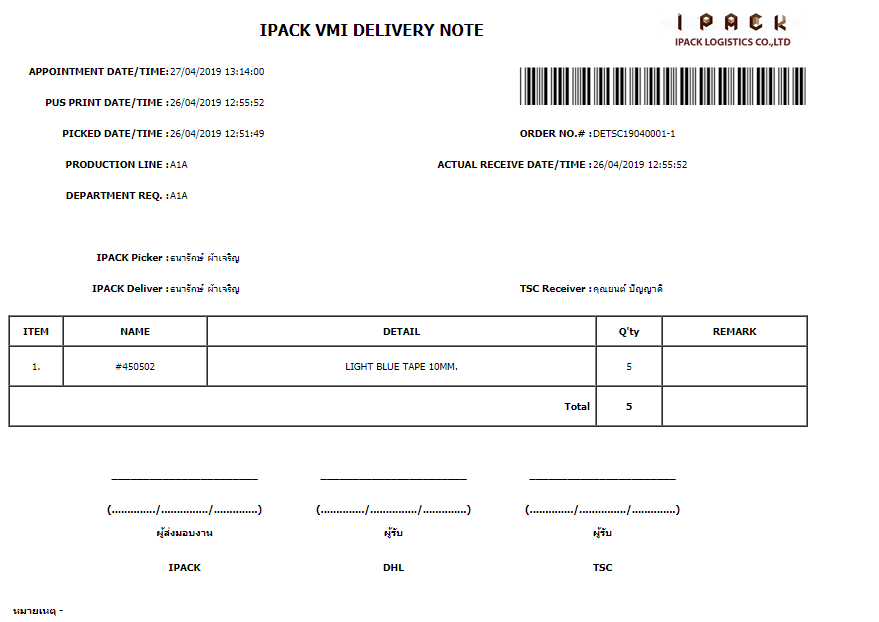 IPACK VMI DELIVERY NOTE
IPACK
IPACK LOGISTICS CO.,LTD
APPOINTMENT DATE/TIME: 27/04/2019 13:14:00
PUS PRINT DATE/TIME : 26/04/2019 12:55:52
PICKED DATE/TIME : 26/04/2019 12:51:49
ORDER NO.# : DETSC19040001-1
PRODUCTION LINE : A1A
ACTUAL RECEIVE DATE/TIME : 26/04/2019 12:55:52
DEPARTMENT REQ. : A1A
IPACK Picker : ธนารักษ์ ผ้าเจริญ
IPACK Deliver : ธนารักษ์ ผ้าเจริญ
TSC Receiver : คุณยนต์ ปัญญาดี
ITEM NAME DETAIL Q'ty REMARK
1. #450502 LIGHT BLUE TAPE 10MM. 5
Total 5
(............../.............../..............) (............../.............../..............) (............../.............../..............)
ผู้ส่งมอบงาน ผู้รับ ผู้รับ
IPACK DHL TSC
หมายเหตุ -